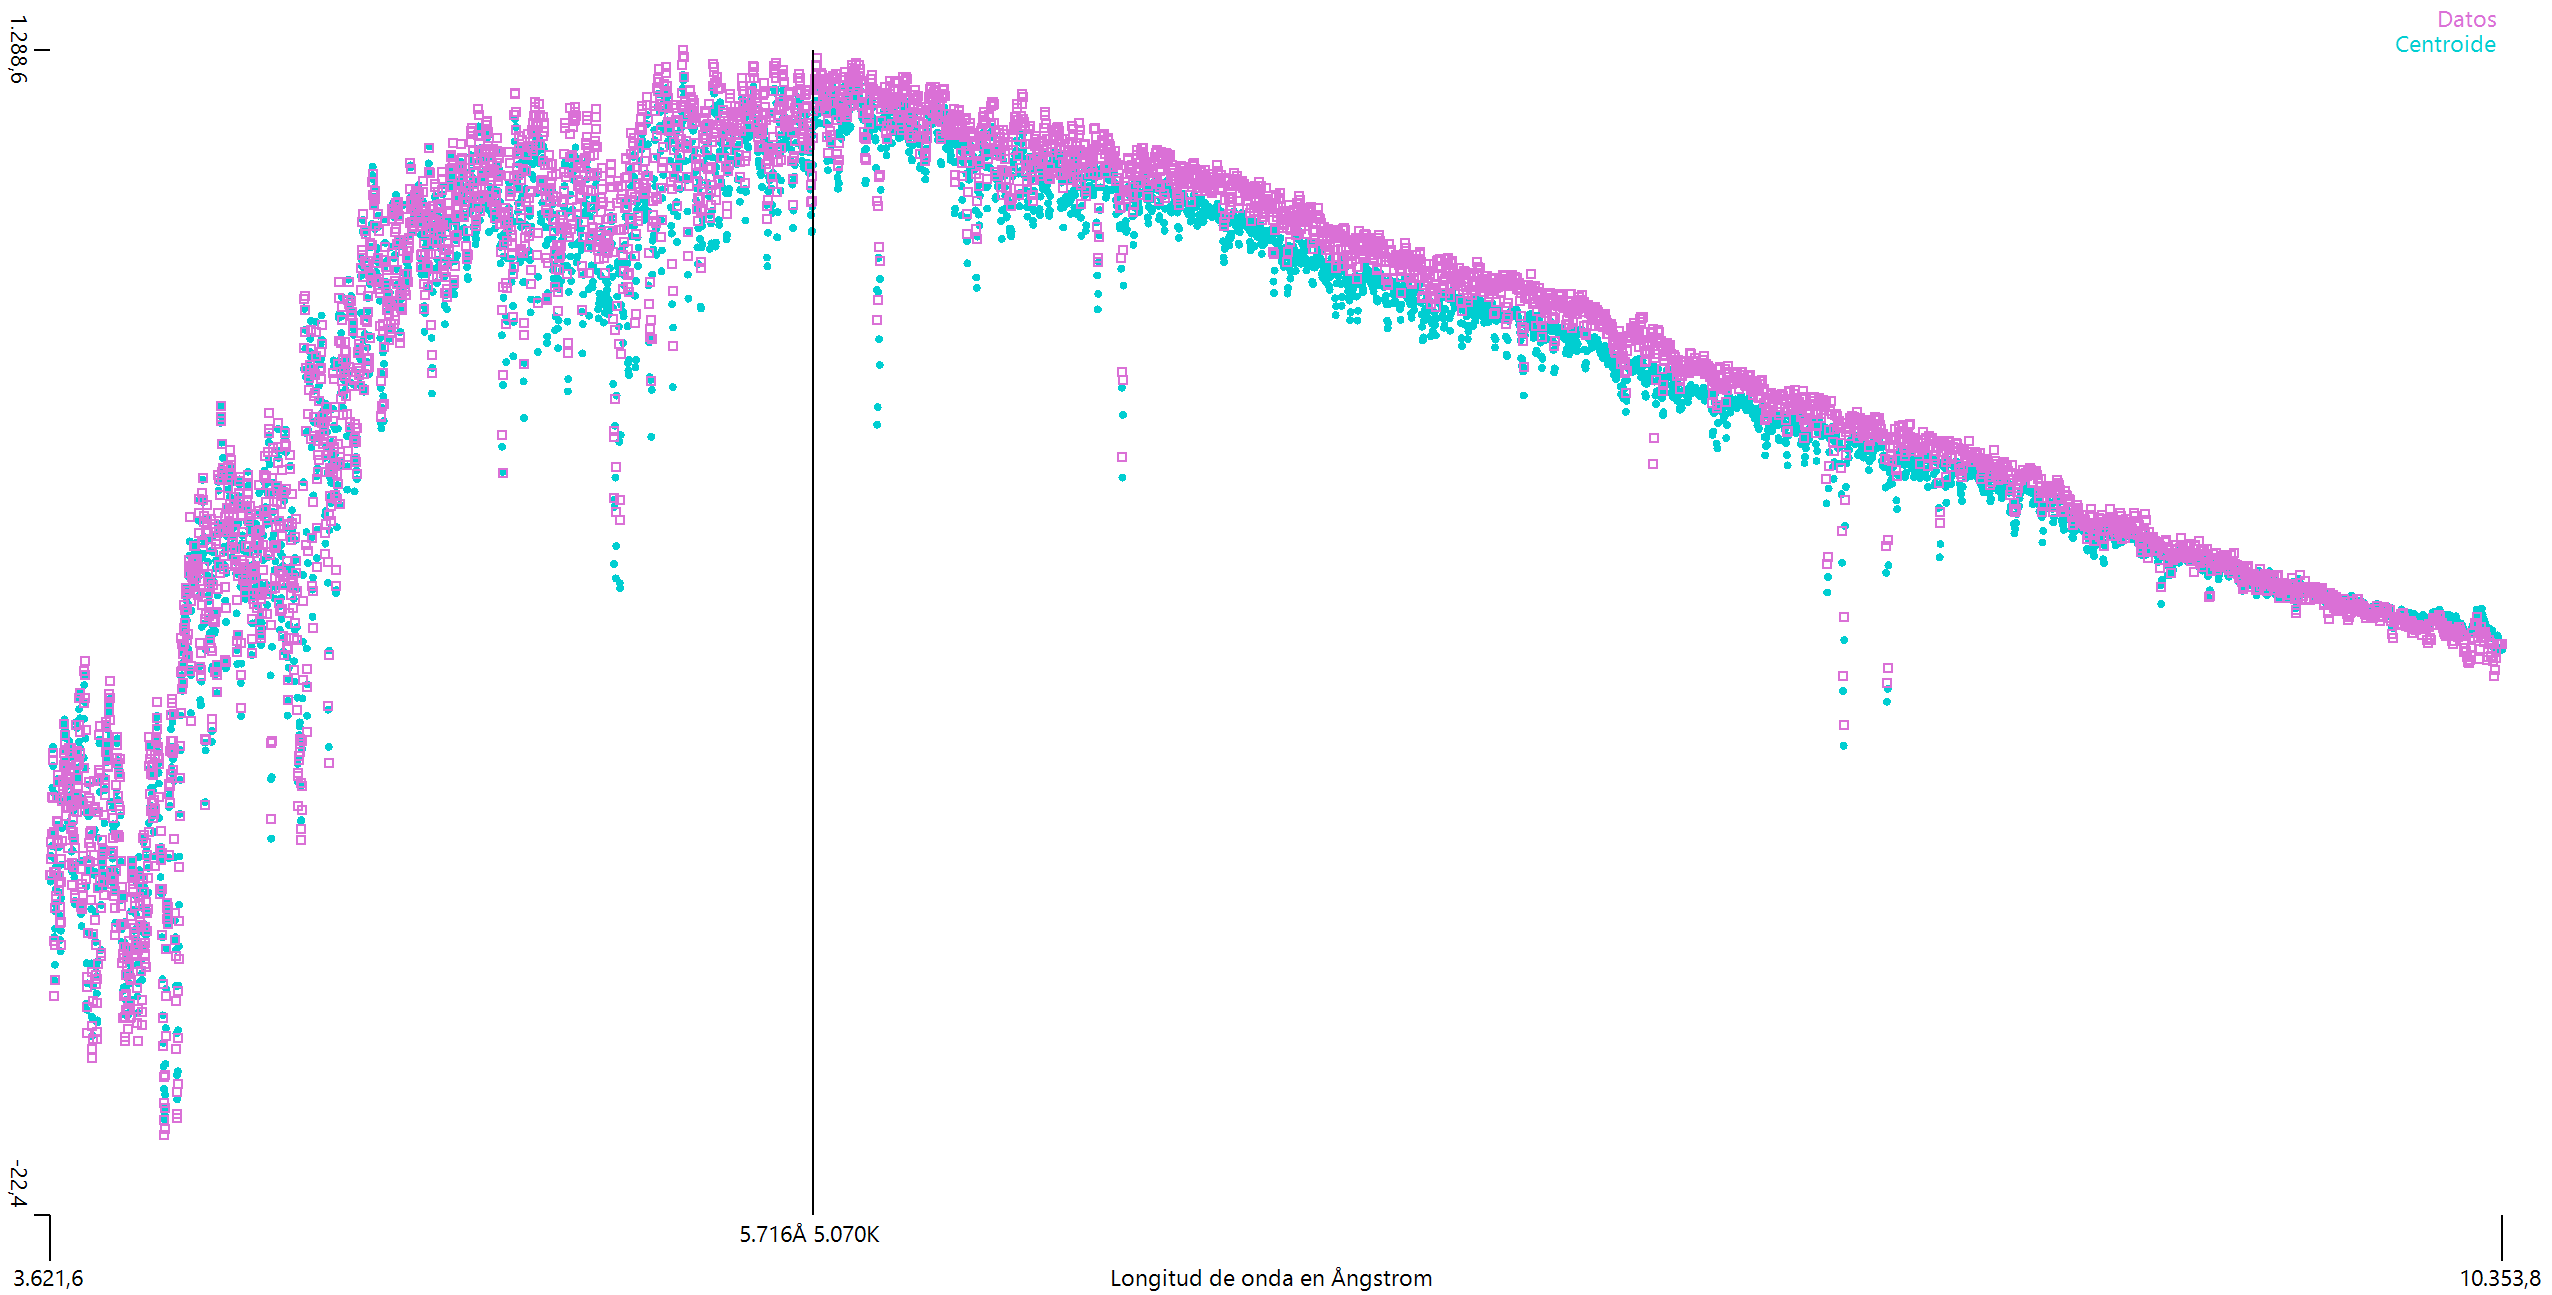 1.288,6
Datos
Centroide
-22,4
5.716Å 5.070K
3.621,6
Longitud de onda en Ångstrom
10.353,8